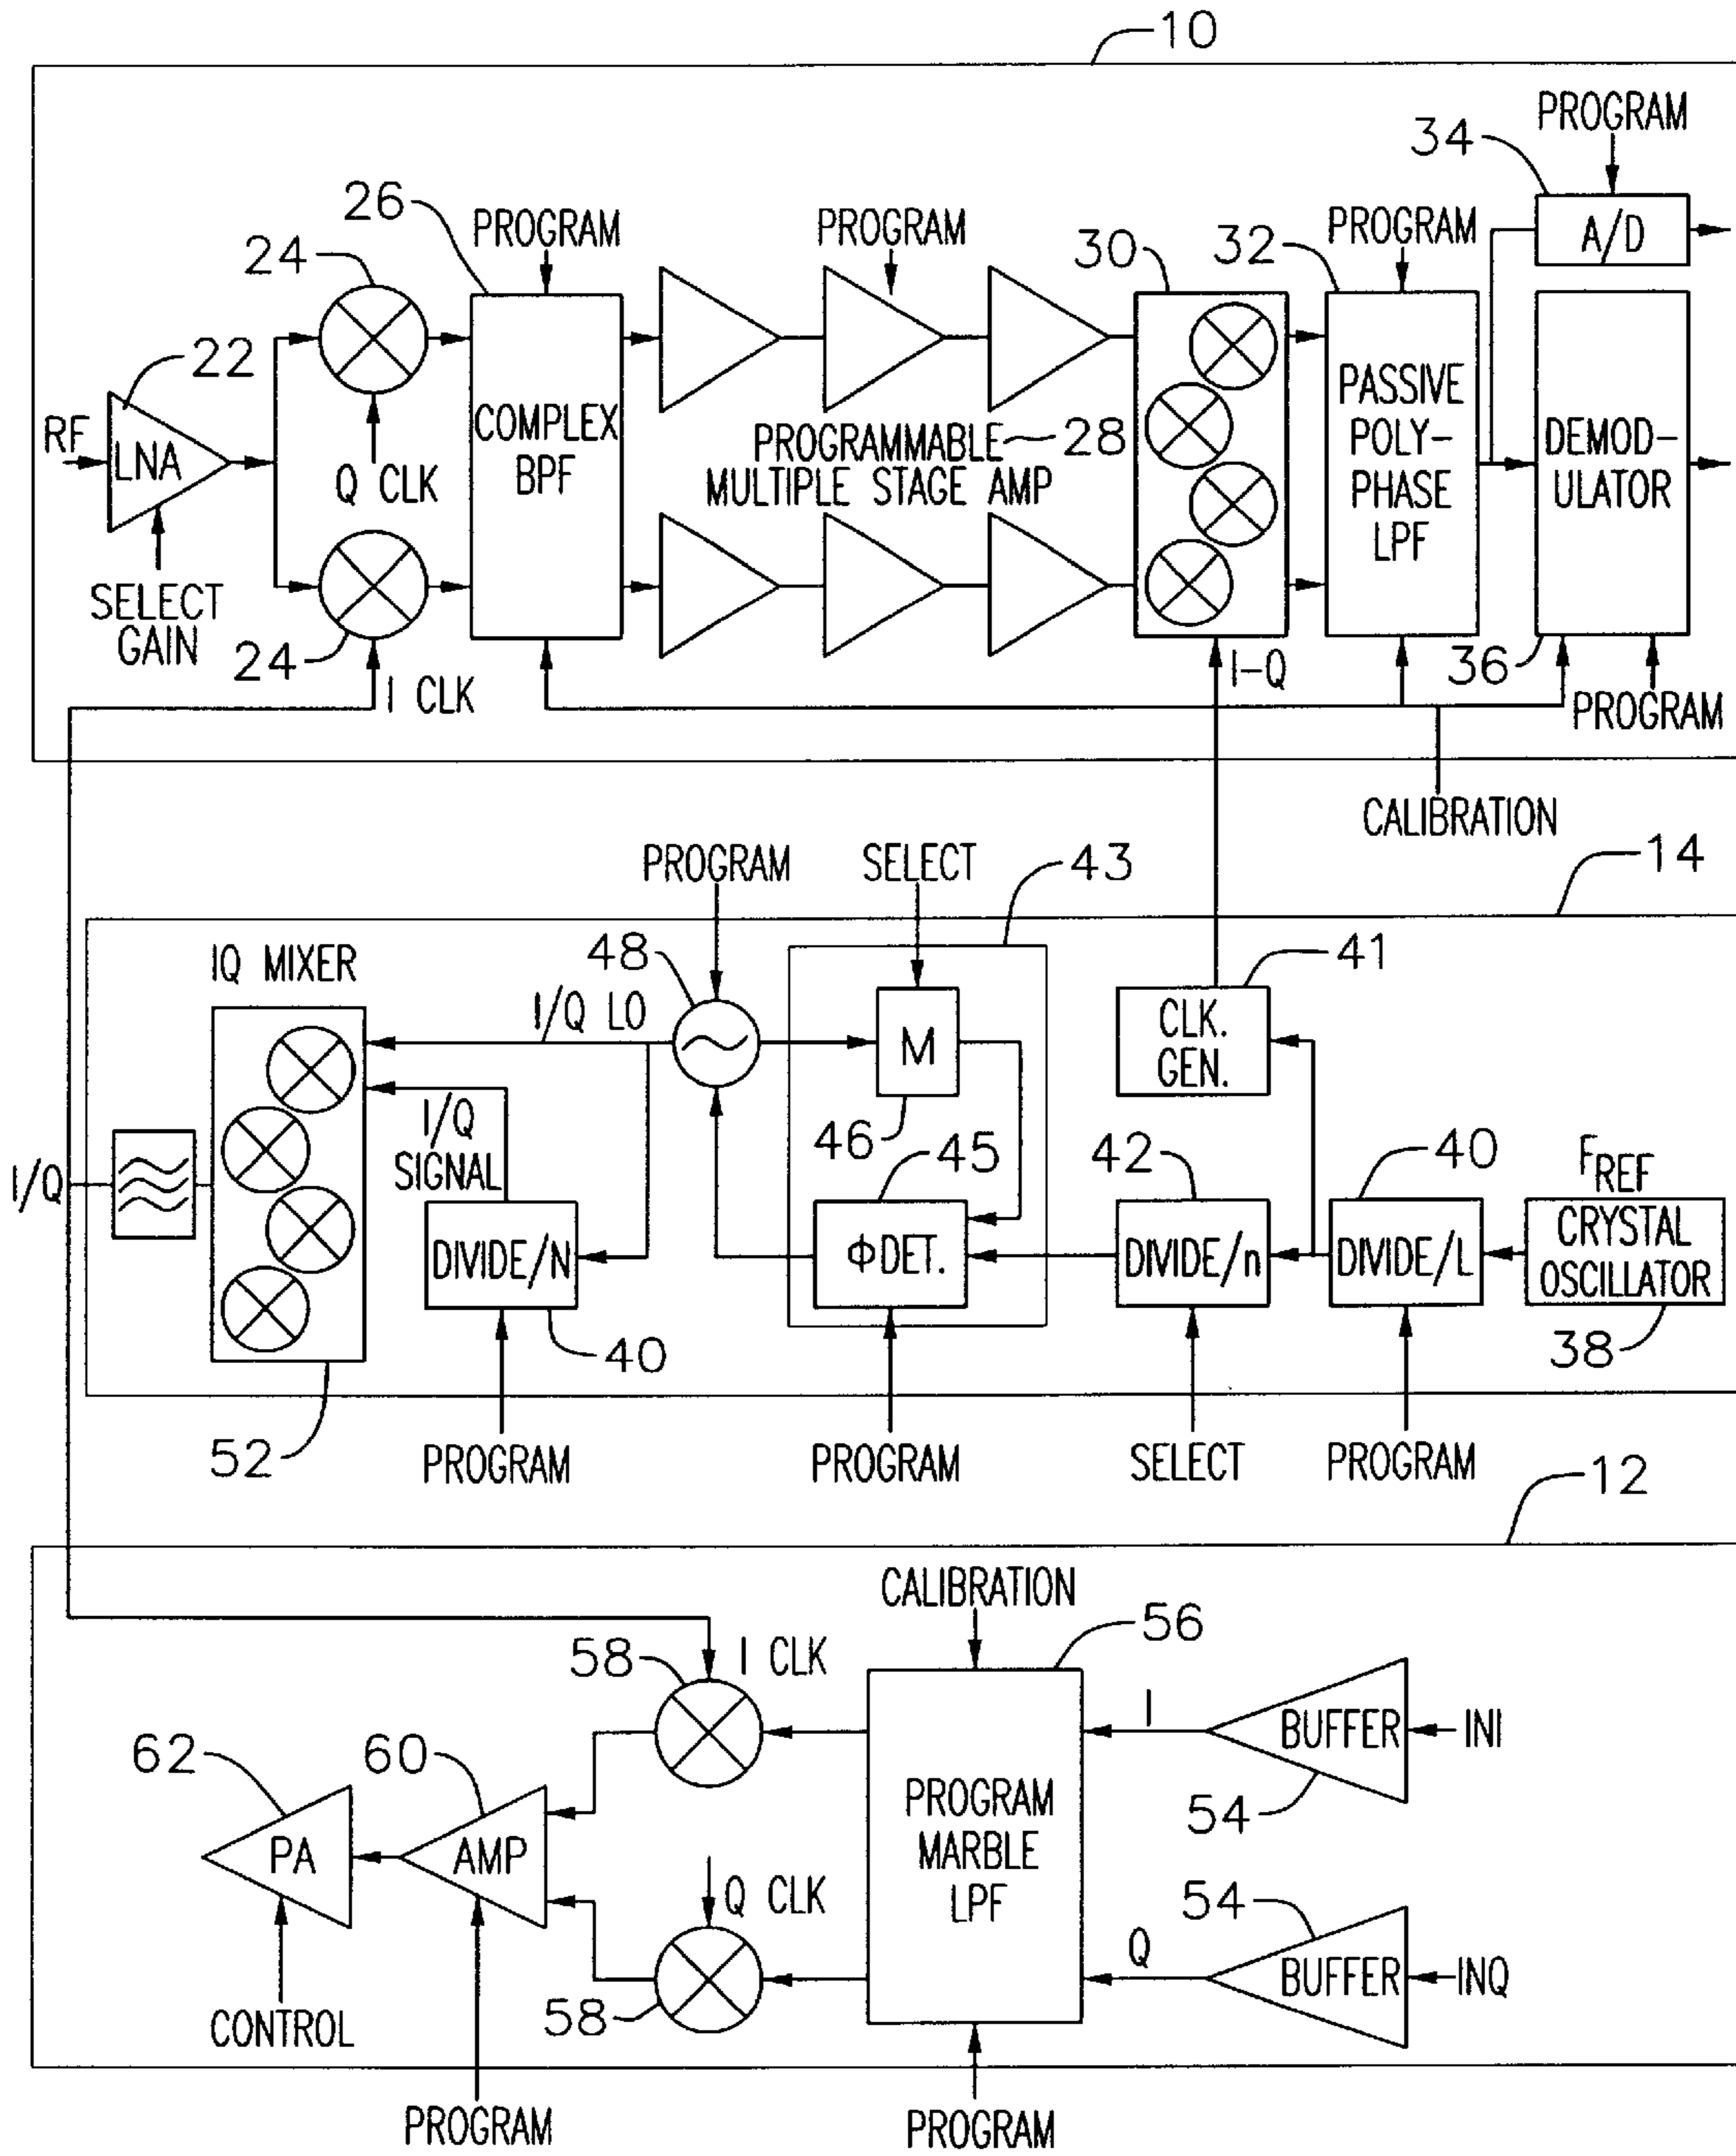 10
PROGRAM
34
A/D
26
PROGRAM
PROGRAM
30
32
PROGRAM
24
22
RF
LNA
Q CLK
COMPLEX
BPF
PROGRAMMABLE
28
MULTIPLE STAGE AMP
PASSIVE
POLY-
PHASE
LPF
DEMOD-
ULATOR
SELECT
GAIN
24
I CLK
I-Q
36
PROGRAM
CALIBRATION
14
PROGRAM
SELECT
43
IQ MIXER
48
I/Q LO
M
41
CLK.
GEN.
I/Q
SIGNAL
46
45
42
40
FREF
I/Q
DIVIDE/N
ΦDET.
DIVIDE/n
DIVIDE/L
CRYSTAL
OSCILLATOR
40
38
52
PROGRAM
PROGRAM
SELECT
PROGRAM
12
CALIBRATION
56
58
I CLK
I
BUFFER
INI
54
62
60
PA
AMP
PROGRAM
MARBLE
LPF
Q CLK
54
Q
BUFFER
INQ
58
CONTROL
PROGRAM
PROGRAM